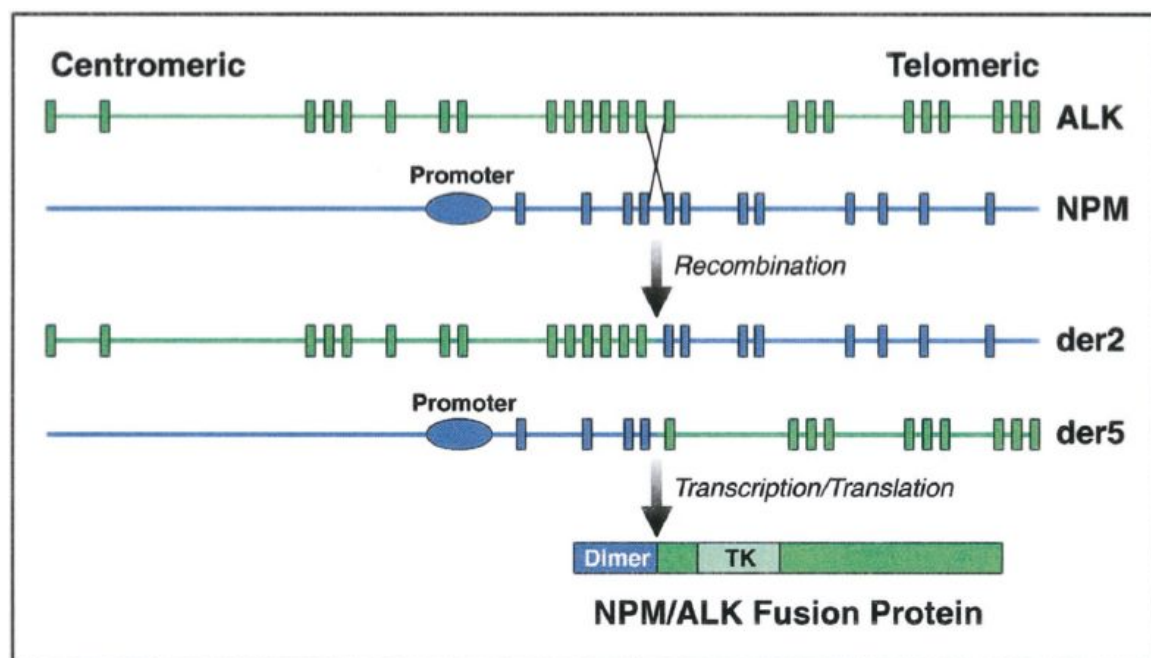 Centromeric
Telomeric
ALK
Promoter
NPM
Recombination
der2
Promoter
der5
Transcription/Translation
Dimer
TK
NPM/ALK Fusion Protein